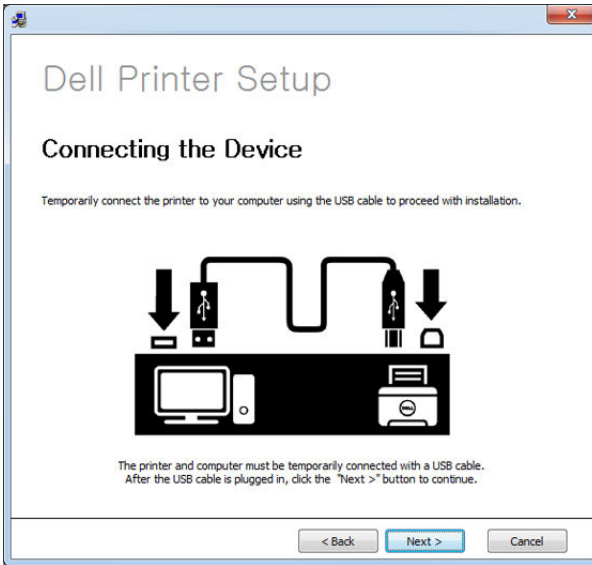 Dell Printer Setup
Connecting the Device
Temporarily connect the printer to your computer using the USB cable to proceed with installation.
DELL
The printer and computer must be temporarily connected with a USB cable.
After the USB cable is plugged in, click the "Next >" button to continue.
< Back
Next >
Cancel